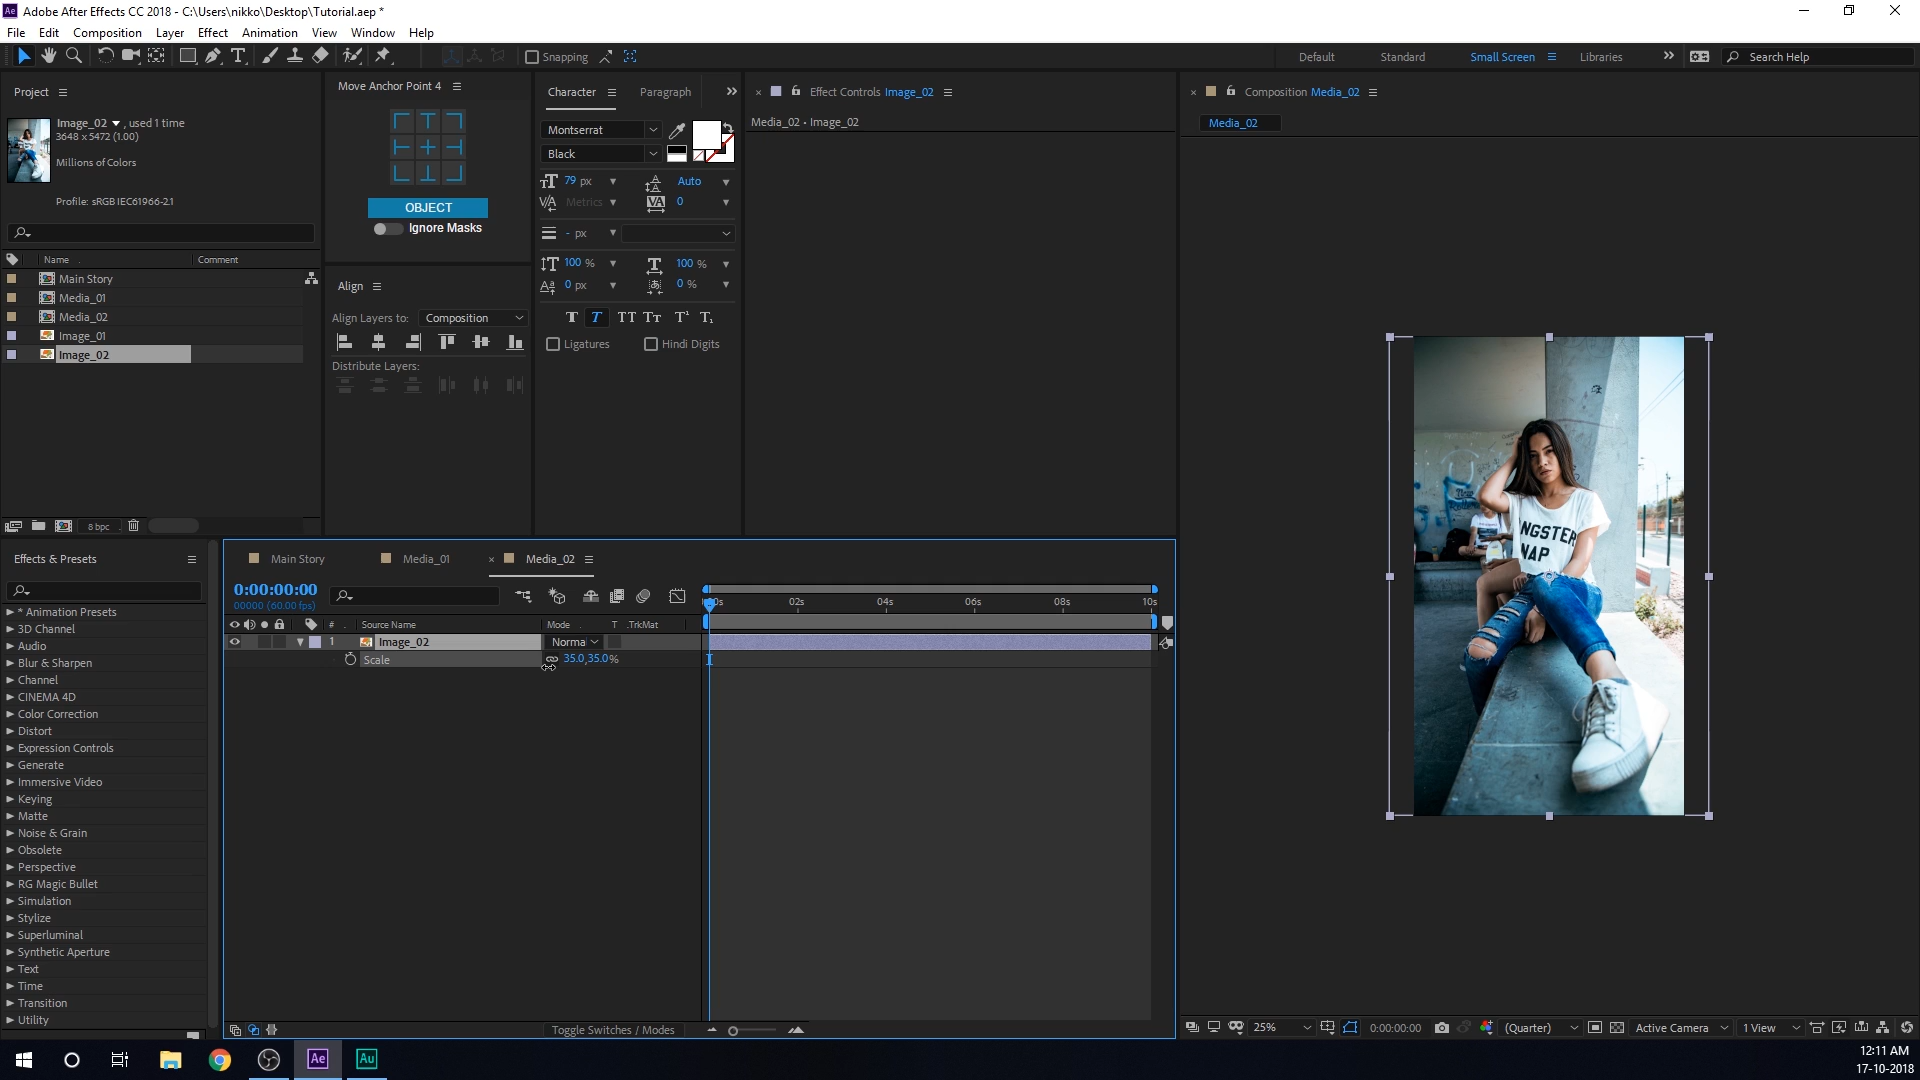 Ae Adobe After Effects CC 2018 - C:\Users\nikko\Desktop\Tutorial.aep *
File Edit Composition Layer Effect Animation View Window Help
Snapping
Default Standard Small Screen Libraries Search Help
Project
Image_02 , used 1 time
3648 x 5472 (1.00)
Millions of Colors
Profile: sRGB IEC61966-2.1
Name Comment
Main Story
Media_01
Media_02
Image_01
Image_02
8 bpc
Move Anchor Point 4
OBJECT
Ignore Masks
Align
Align Layers to: Composition
Distribute Layers:
Character Paragraph
Montserrat
Black
79 px Auto
Metrics 0
- px
100 % 100 %
0 px 0 %
Ligatures Hindi Digits
Effect Controls Image_02
Media_02 • Image_02
Composition Media_02
Media_02
NGSTER
NAP
Effects & Presets
* Animation Presets
3D Channel
Audio
Blur & Sharpen
Channel
CINEMA 4D
Color Correction
Distort
Expression Controls
Generate
Immersive Video
Keying
Matte
Noise & Grain
Obsolete
Perspective
RG Magic Bullet
Simulation
Stylize
Superluminal
Synthetic Aperture
Text
Time
Transition
Utility
Main Story Media_01 Media_02
0:00:00:00
00000 (60.00 fps)
02s 04s 06s 08s 10s
# Source Name Mode T .TrkMat
1 Image_02 Norma
Scale 35.0,35.0%
Toggle Switches / Modes
25% 0:00:00:00 (Quarter) Active Camera 1 View
Ae Au
12:11 AM
17-10-2018